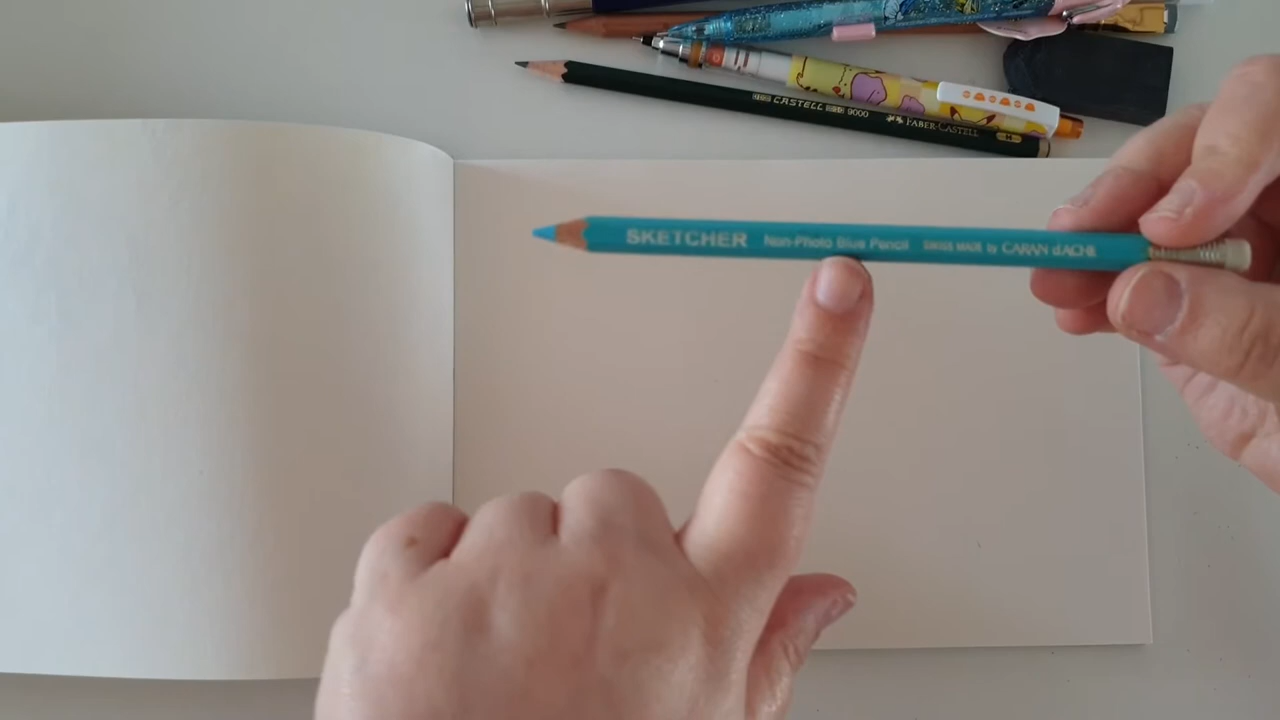 CASTELL 9000 FABER-CASTELL
SKETCHER Non-Photo Blue Pencil SWISS MADE by CARAN d'ACHE